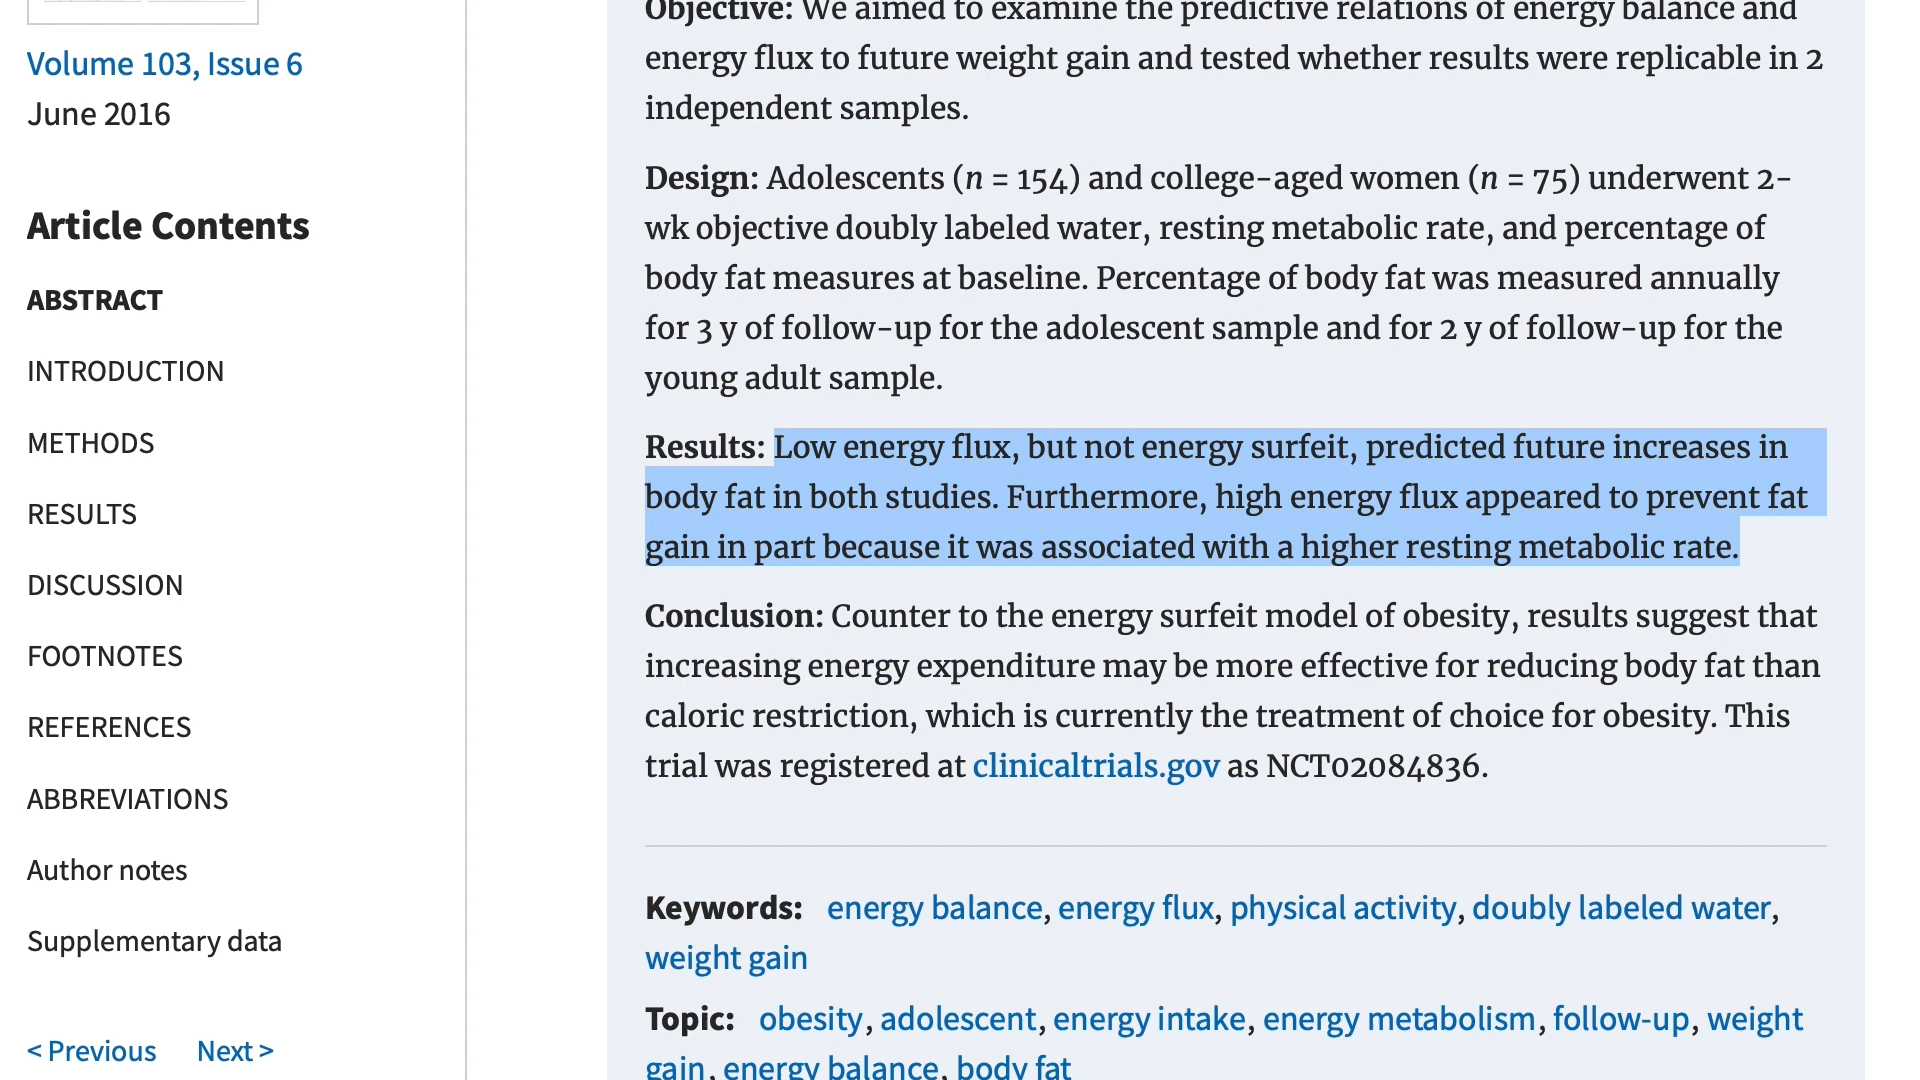 Volume 103, Issue 6
June 2016
Article Contents
ABSTRACT
INTRODUCTION
METHODS
RESULTS
DISCUSSION
FOOTNOTES
REFERENCES
ABBREVIATIONS
Author notes
Supplementary data
< Previous Next >
Objective: We aimed to examine the predictive relations of energy balance and
energy flux to future weight gain and tested whether results were replicable in 2
independent samples.
Design: Adolescents (n = 154) and college-aged women (n = 75) underwent 2-
wk objective doubly labeled water, resting metabolic rate, and percentage of
body fat measures at baseline. Percentage of body fat was measured annually
for 3 y of follow-up for the adolescent sample and for 2 y of follow-up for the
young adult sample.
Results: Low energy flux, but not energy surfeit, predicted future increases in
body fat in both studies. Furthermore, high energy flux appeared to prevent fat
gain in part because it was associated with a higher resting metabolic rate.
Conclusion: Counter to the energy surfeit model of obesity, results suggest that
increasing energy expenditure may be more effective for reducing body fat than
caloric restriction, which is currently the treatment of choice for obesity. This
trial was registered at clinicaltrials.gov as NCT02084836.
Keywords: energy balance, energy flux, physical activity, doubly labeled water,
weight gain
Topic: obesity, adolescent, energy intake, energy metabolism, follow-up, weight
gain, energy balance, body fat